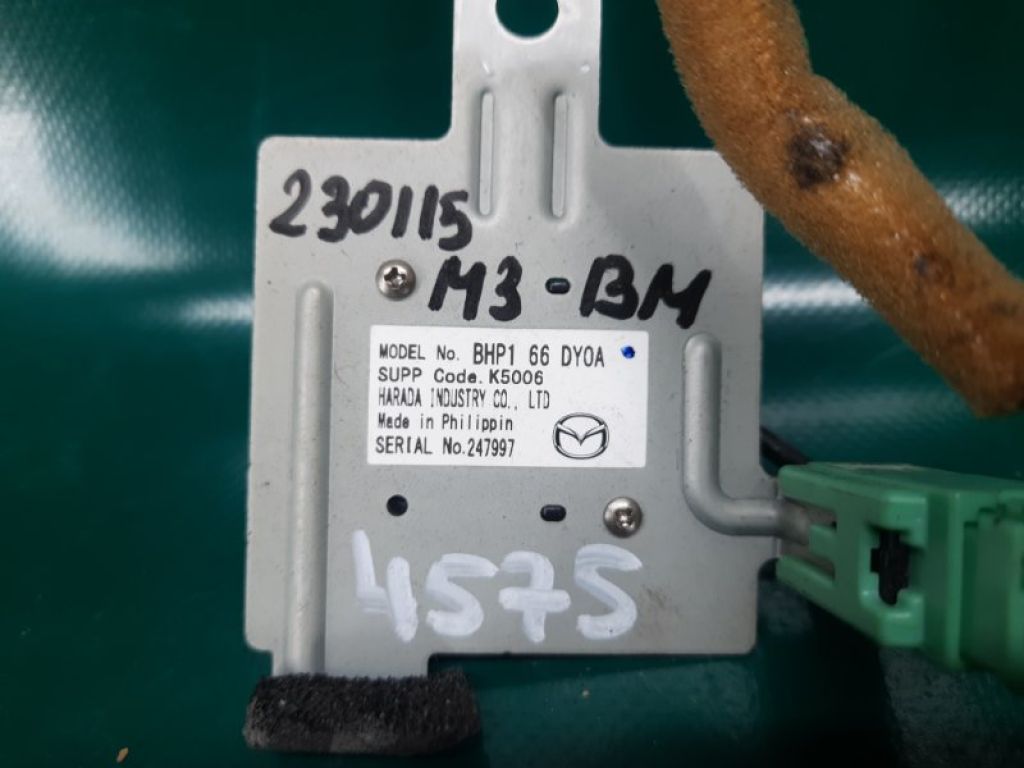 230115
M3-BM
MODEL No. BHP1 66 DY0A
SUPP Code. K5006
HARADA INDUSTRY CO., LTD
Made in Philippin
SERIAL No.247997
4575